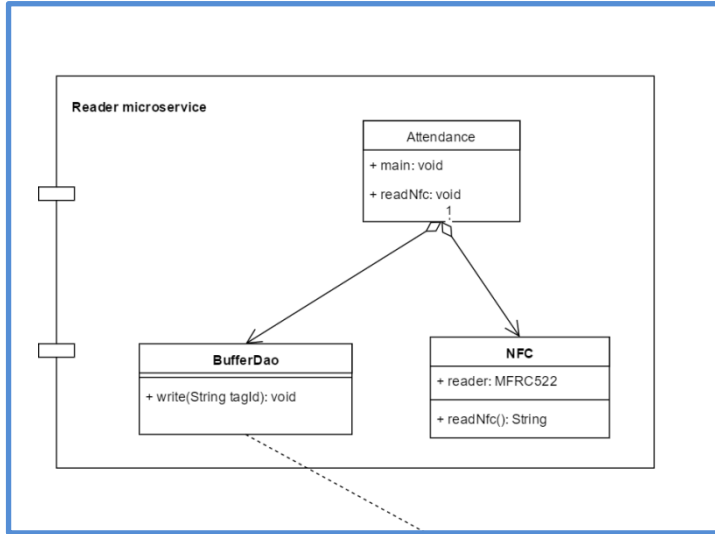 Reader microservice
Attendance
+ main: void
+ readNfc: void
1
BufferDao
+ write(String tagId): void
NFC
+ reader: MFRC522
+ readNfc(): String